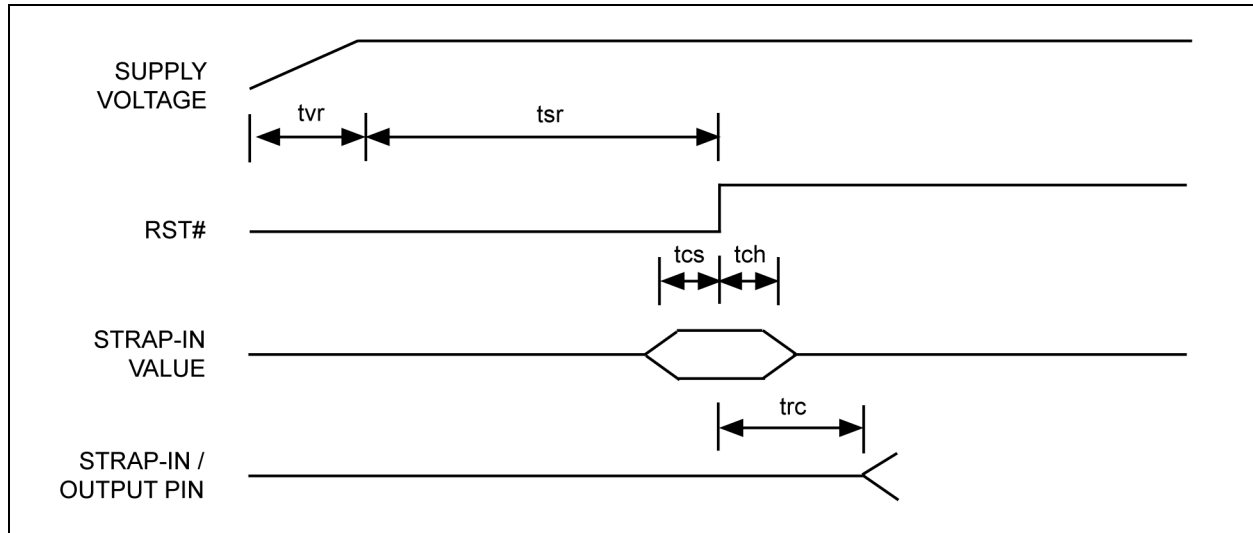 SUPPLY
VOLTAGE
tvr
tsr
RST#
tcs
tch
STRAP-IN
VALUE
trc
STRAP-IN /
OUTPUT PIN